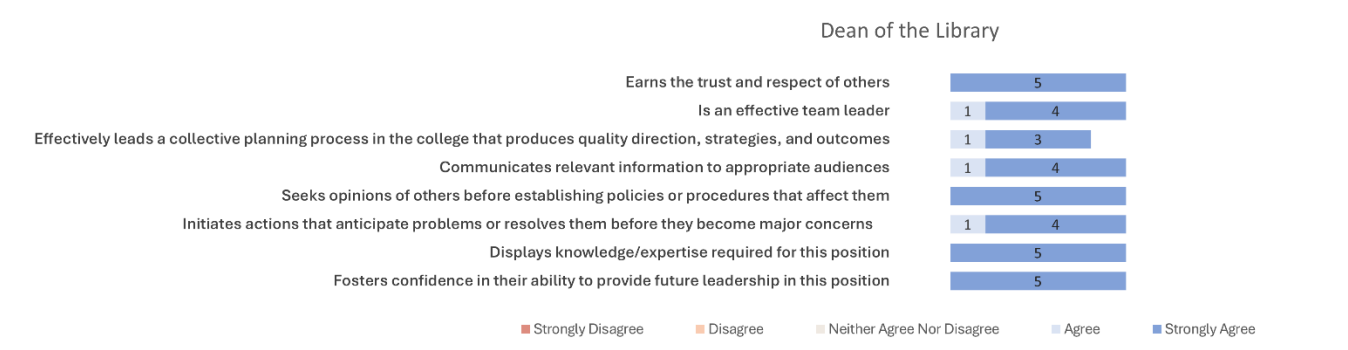 Dean of the Library
Earns the trust and respect of others 5
Is an effective team leader 1 4
Effectively leads a collective planning process in the college that produces quality direction, strategies, and outcomes 1 3
Communicates relevant information to appropriate audiences 1 4
Seeks opinions of others before establishing policies or procedures that affect them 5
Initiates actions that anticipate problems or resolves them before they become major concerns 1 4
Displays knowledge/expertise required for this position 5
Fosters confidence in their ability to provide future leadership in this position 5
Strongly Disagree Disagree Neither Agree Nor Disagree Agree Strongly Agree